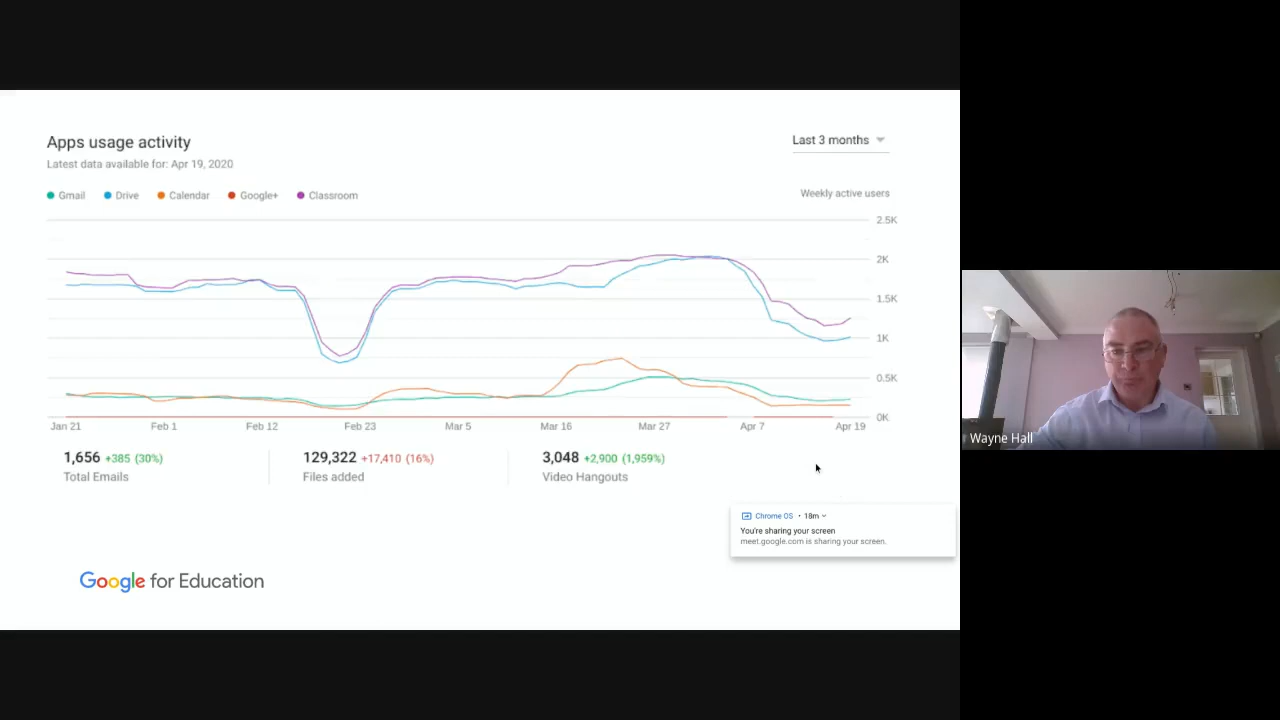 Apps usage activity
Last 3 months
Latest data available for: Apr 19, 2020
Gmail Drive Calendar Google+ Classroom
Weekly active users
2.5K
2K
1.5K
1K
0.5K
0K
Jan 21 Feb 1 Feb 12 Feb 23 Mar 5 Mar 16 Mar 27 Apr 7 Apr 19
1,656 +385 (30%) 129,322 +17,410 (16%) 3,048 +2,900 (1,959%)
Total Emails Files added Video Hangouts
Chrome OS • 18m
You're sharing your screen
meet.google.com is sharing your screen.
Google for Education
Wayne Hall